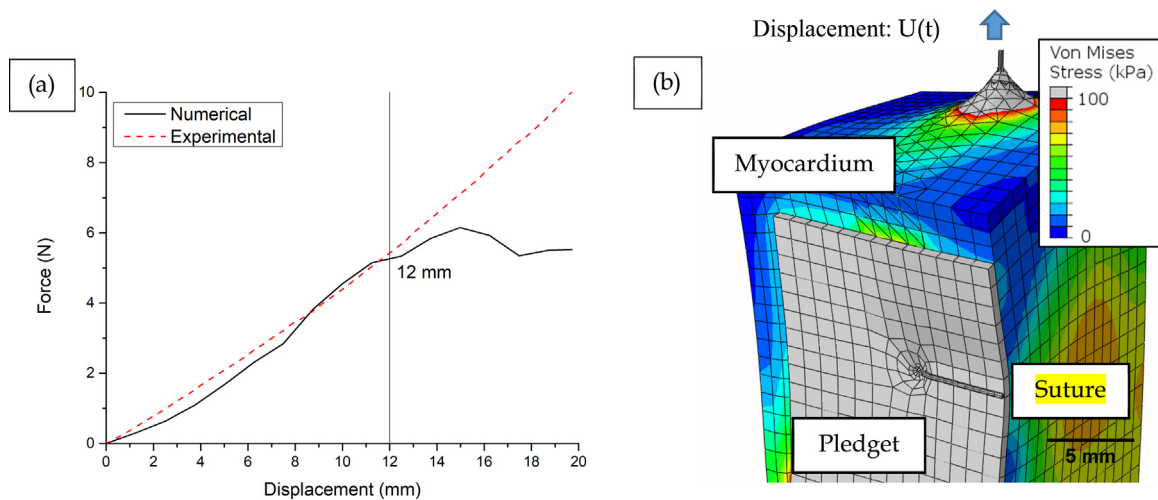 (a)
10
8
6
4
2
0
Force (N)
Numerical
Experimental
12 mm
0 2 4 6 8 10 12 14 16 18 20
Displacement (mm)
Displacement: U(t)
(b)
Von Mises
Stress (kPa)
100
0
Myocardium
Suture
Pledget
5 mm